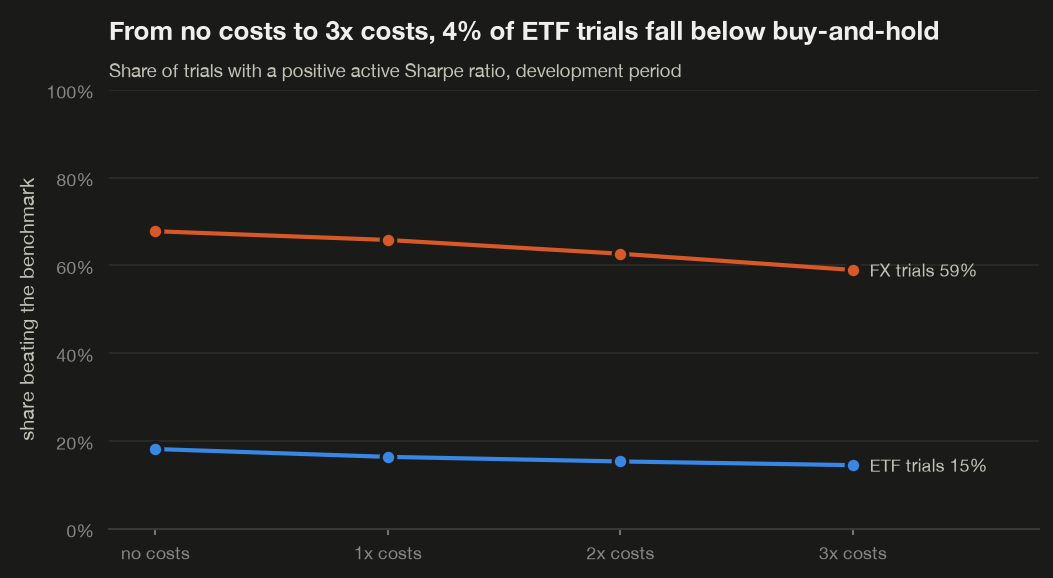 From no costs to 3x costs, 4% of ETF trials fall below buy-and-hold
Share of trials with a positive active Sharpe ratio, development period
share beating the benchmark
100%
80%
60%
40%
20%
0%
FX trials 59%
ETF trials 15%
no costs
1x costs
2x costs
3x costs